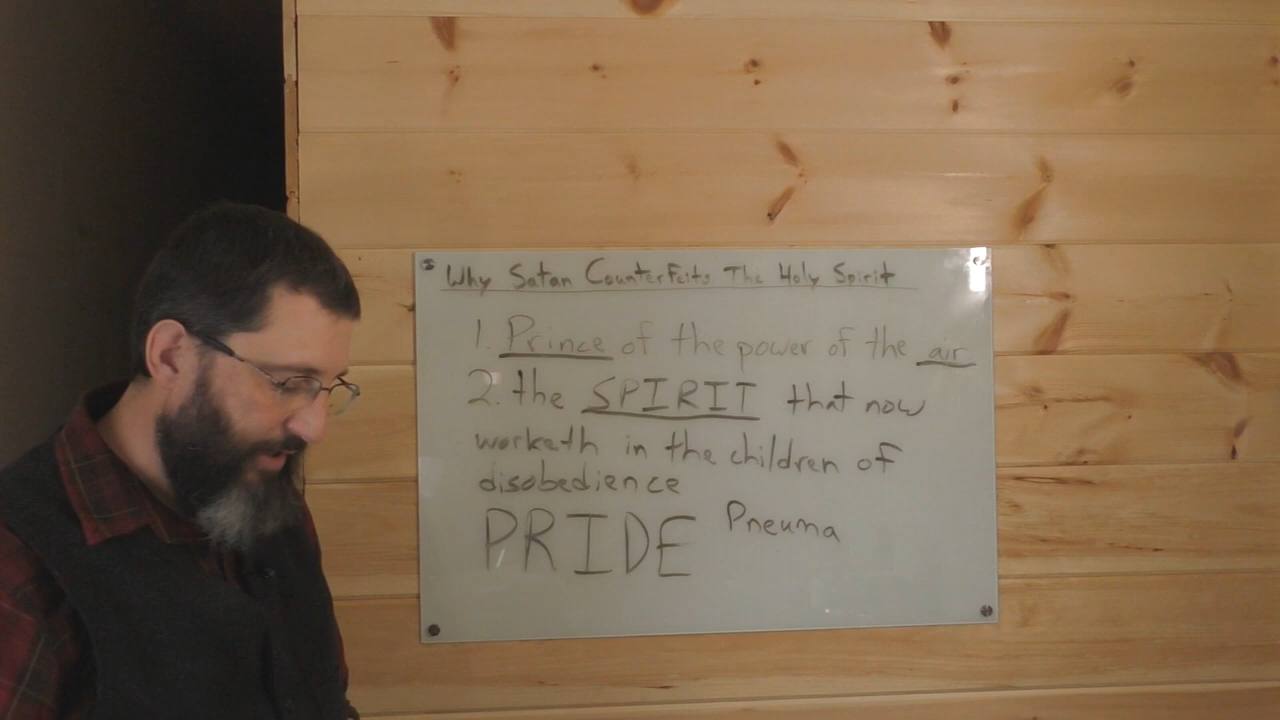 Why Satan Counterfeits The Holy Spirit
1. Prince of the power of the air
2. the SPIRIT that now
worketh in the children of
disobedience
PRIDE Pneuma